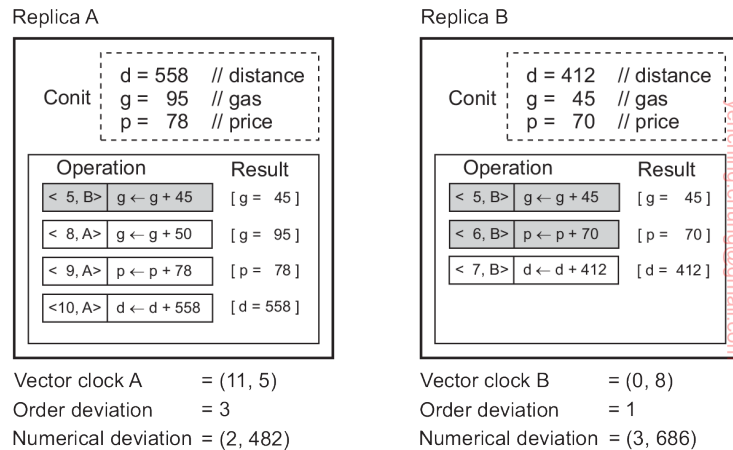 Replica A
Conit
d = 558 // distance
g = 95 // gas
p = 78 // price
Operation Result
< 5, B> g ← g + 45 [ g = 45 ]
< 8, A> g ← g + 50 [ g = 95 ]
< 9, A> p ← p + 78 [ p = 78 ]
<10, A> d ← d + 558 [ d = 558 ]
Vector clock A = (11, 5)
Order deviation = 3
Numerical deviation = (2, 482)
Replica B
Conit
d = 412 // distance
g = 45 // gas
p = 70 // price
Operation Result
< 5, B> g ← g + 45 [ g = 45 ]
< 6, B> p ← p + 70 [ p = 70 ]
< 7, B> d ← d + 412 [ d = 412 ]
Vector clock B = (0, 8)
Order deviation = 1
Numerical deviation = (3, 686)